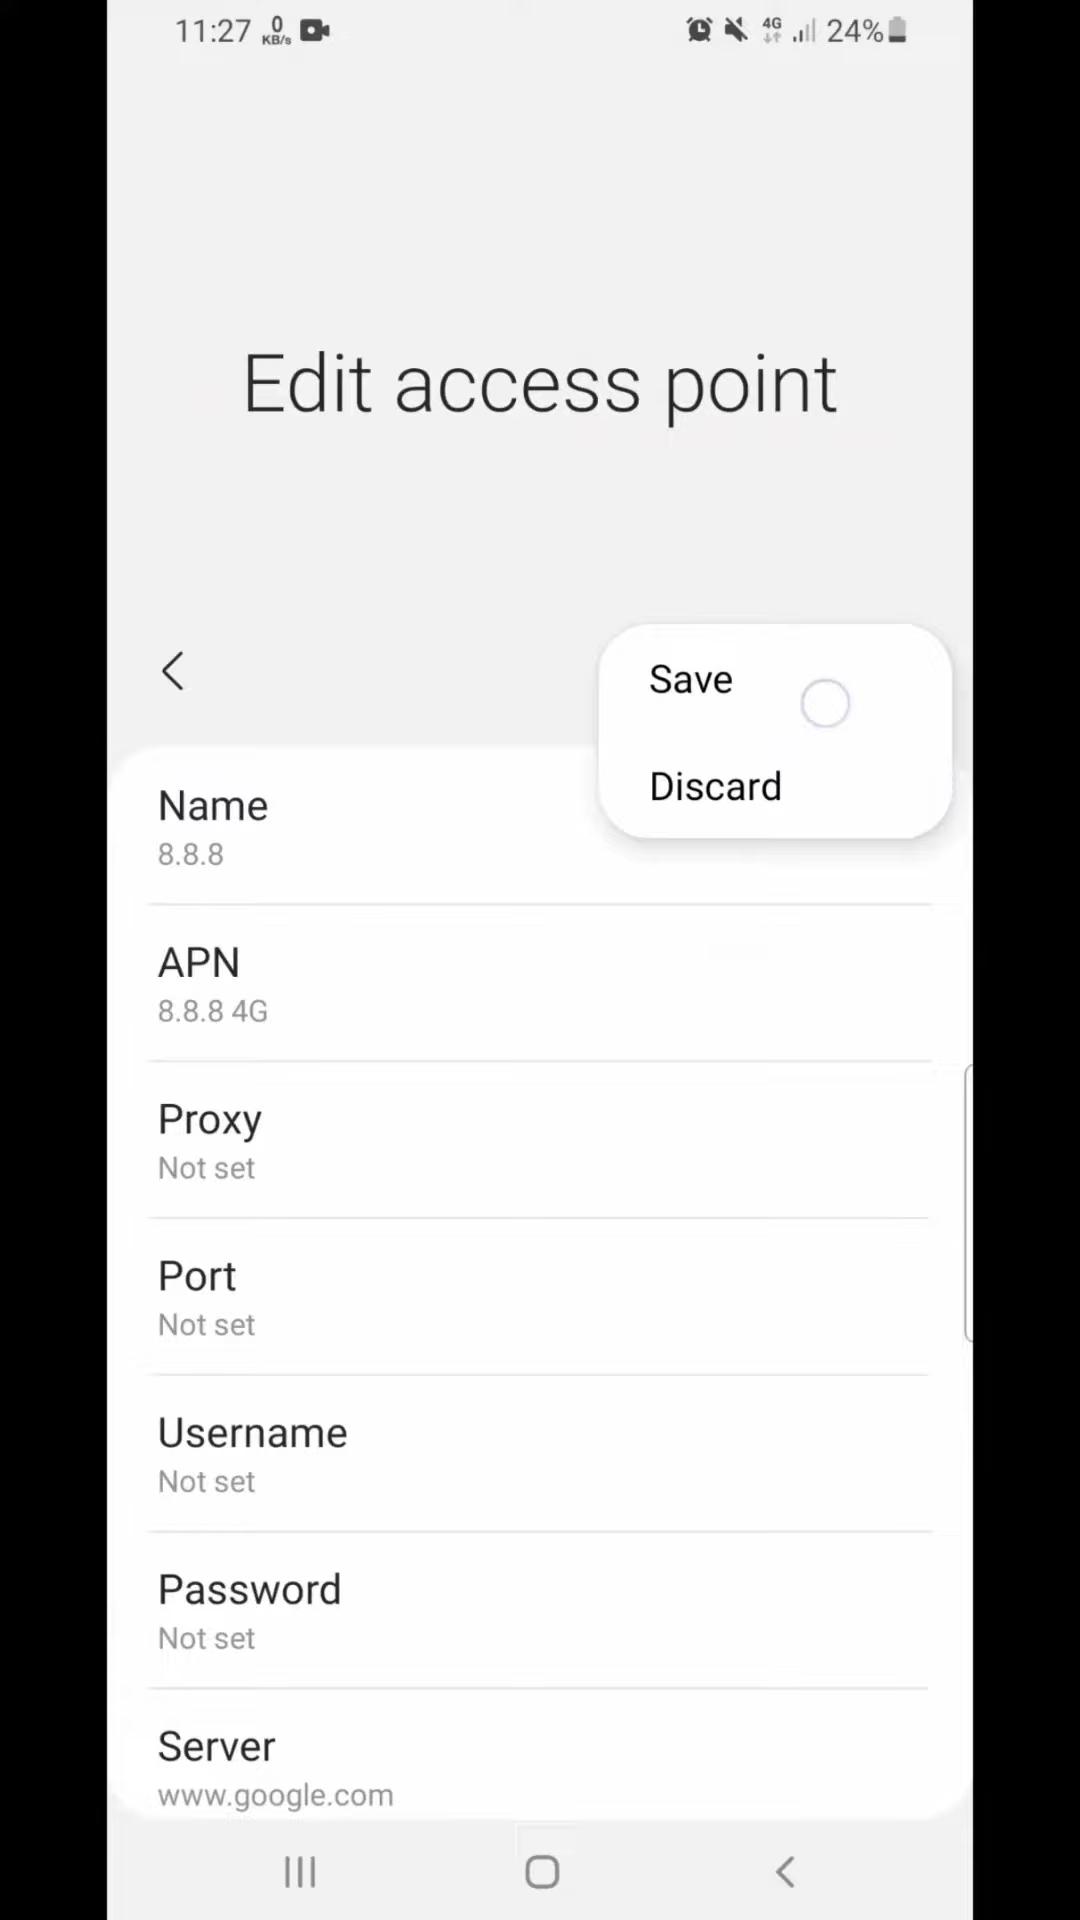 11:27 0 KB/s 4G 24%
Edit access point
Save
Discard
Name
8.8.8
APN
8.8.8 4G
Proxy
Not set
Port
Not set
Username
Not set
Password
Not set
Server
www.google.com